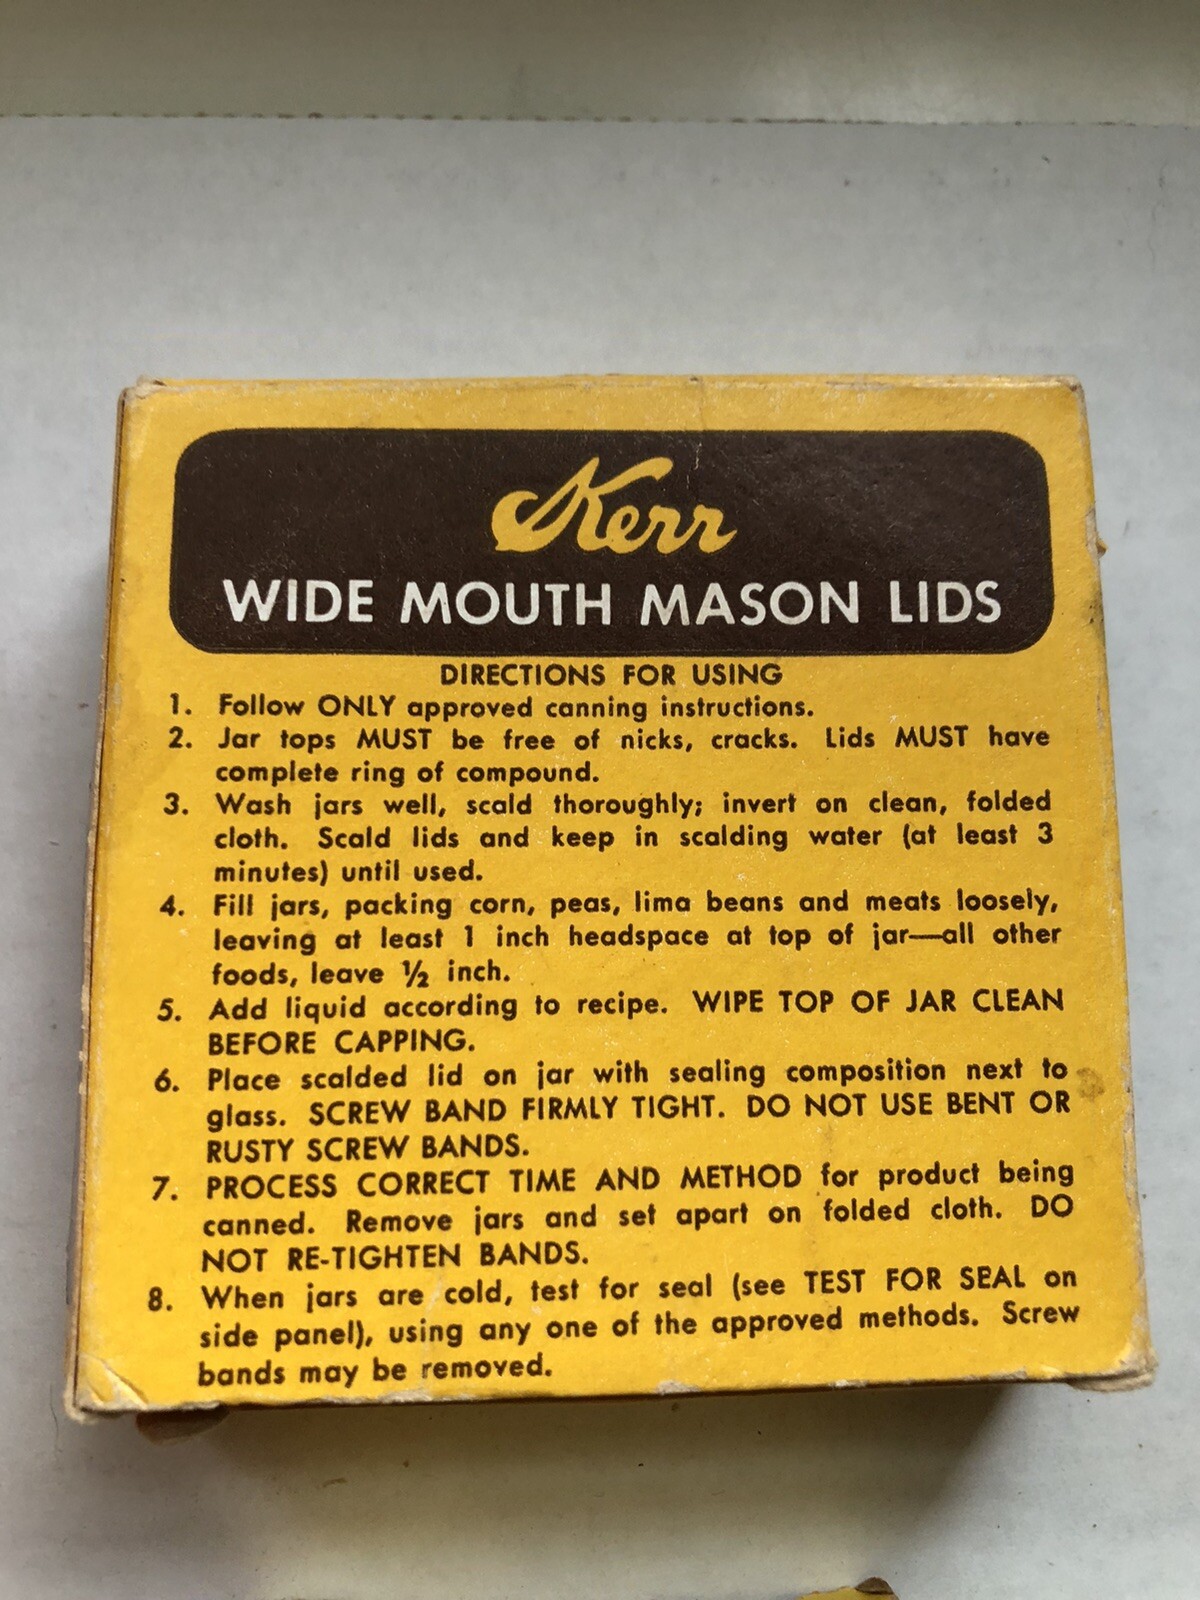 Kerr
WIDE MOUTH MASON LIDS
DIRECTIONS FOR USING
1. Follow ONLY approved canning instructions.
2. Jar tops MUST be free of nicks, cracks. Lids MUST have
complete ring of compound.
3. Wash jars well, scald thoroughly; invert on clean, folded
cloth. Scald lids and keep in scalding water (at least 3
minutes) until used.
4. Fill jars, packing corn, peas, lima beans and meats loosely,
leaving at least 1 inch headspace at top of jar—all other
foods, leave ½ inch.
5. Add liquid according to recipe. WIPE TOP OF JAR CLEAN
BEFORE CAPPING.
6. Place scalded lid on jar with sealing composition next to
glass. SCREW BAND FIRMLY TIGHT. DO NOT USE BENT OR
RUSTY SCREW BANDS.
7. PROCESS CORRECT TIME AND METHOD for product being
canned. Remove jars and set apart on folded cloth. DO
NOT RE-TIGHTEN BANDS.
8. When jars are cold, test for seal (see TEST FOR SEAL on
side panel), using any one of the approved methods. Screw
bands may be removed.